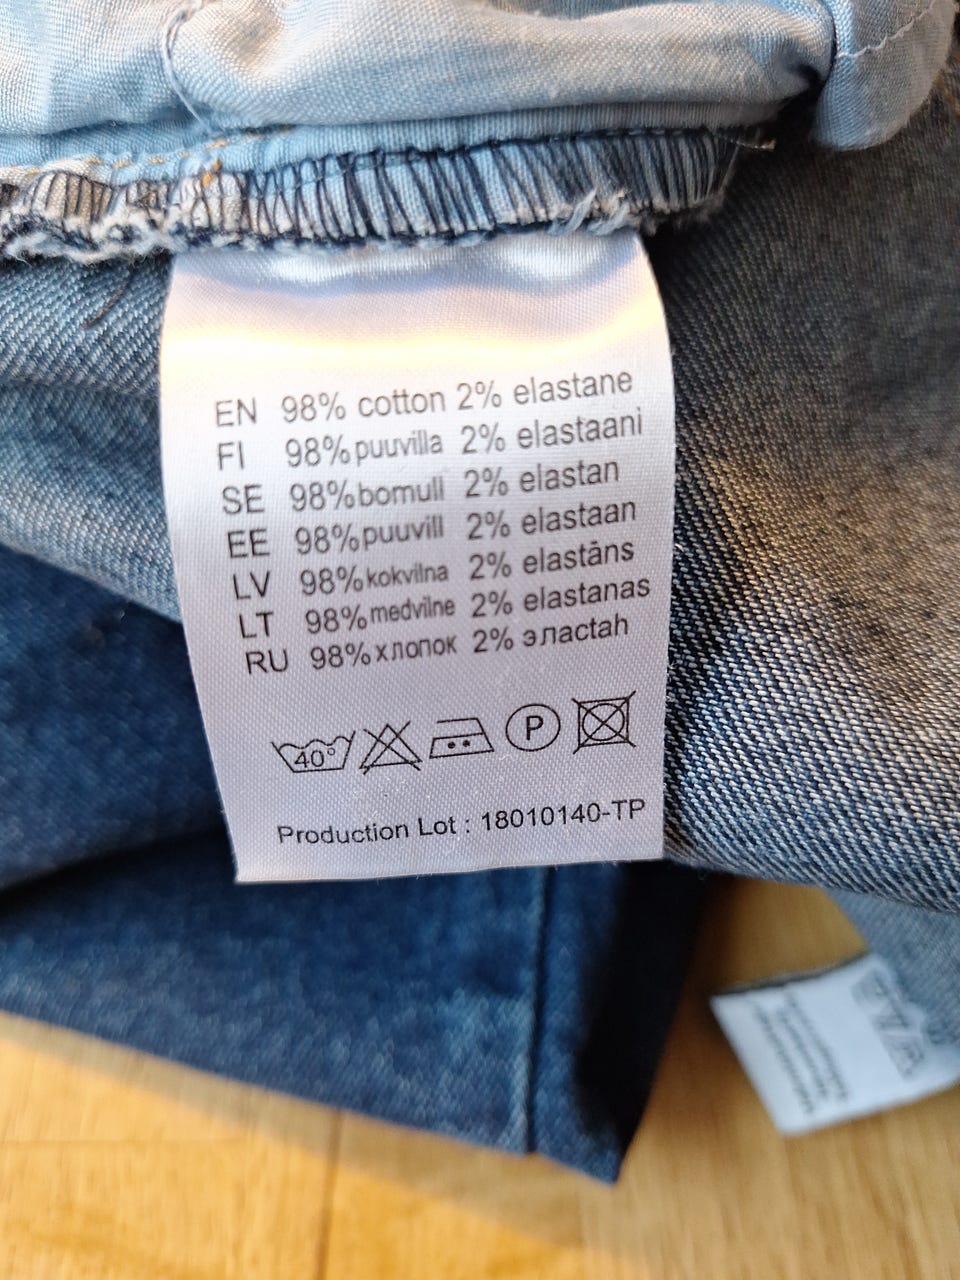 EN 98% cotton 2% elastane
FI 98% puuvilla 2% elastaani
SE 98% bomull 2% elastan
EE 98% puuvill 2% elastaan
LV 98% kokvilna 2% elastāns
LT 98% medvilne 2% elastanas
RU 98% хлопок 2% эластаh
40°
P
Production Lot : 18010140-TP